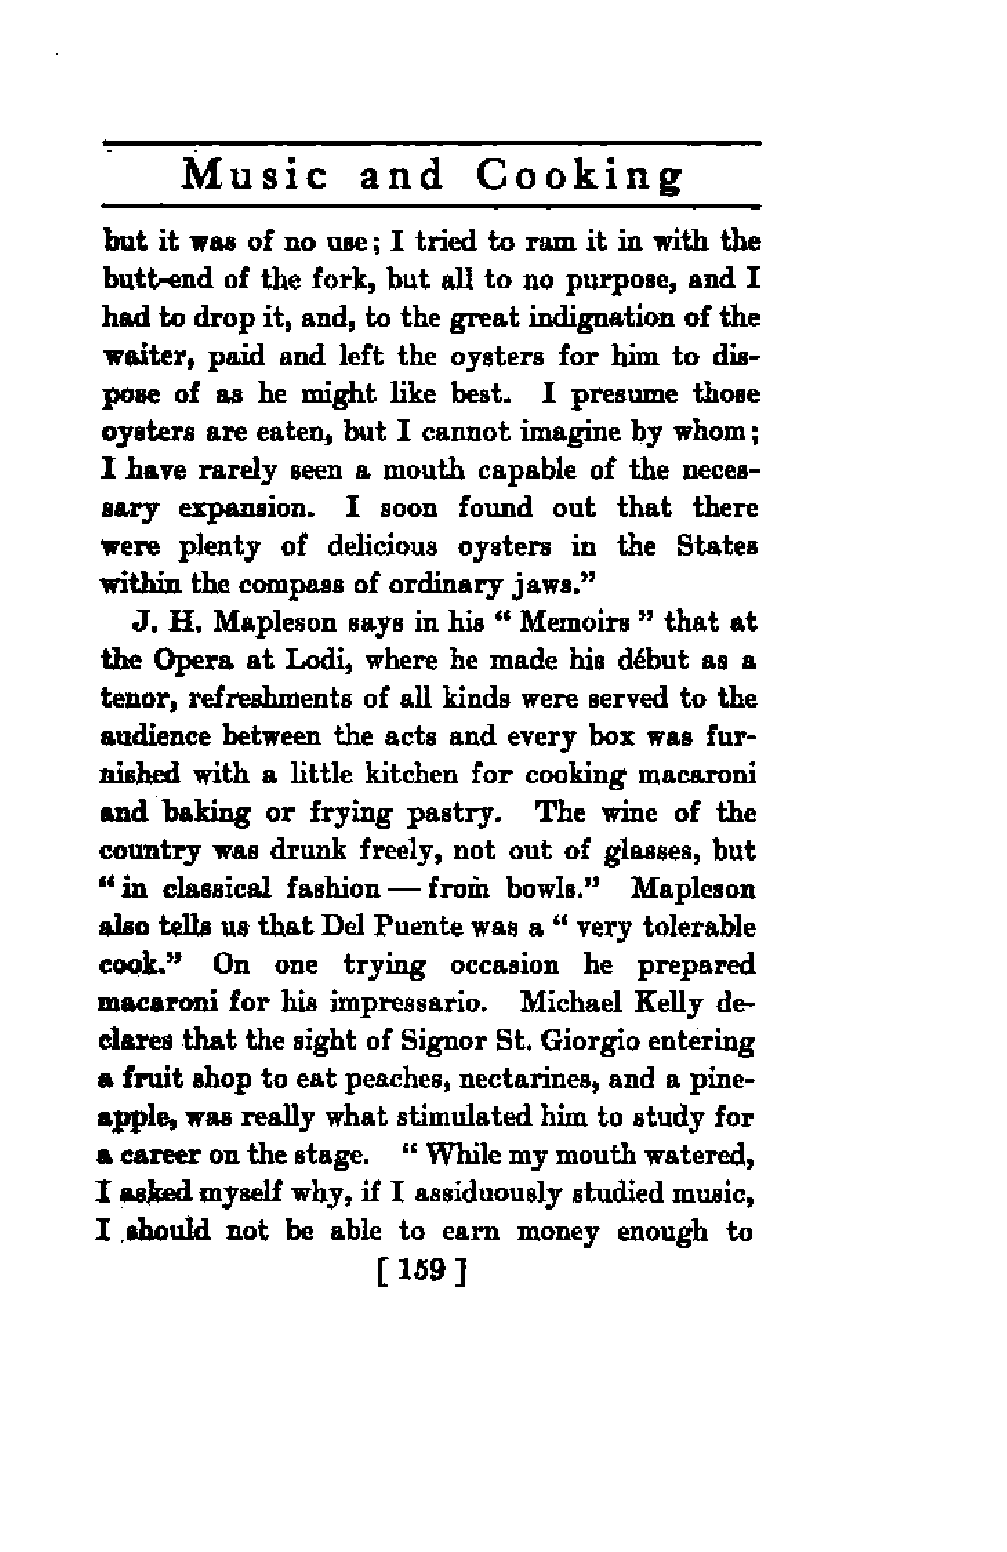 Music and Cooking
but it was of no use; I tried to ram it in with the
butt-end of the fork, but all to no purpose, and I
had to drop it, and, to the great indignation of the
waiter, paid and left the oysters for him to dis-
pose of as he might like best. I presume those
oysters are eaten, but I cannot imagine by whom;
I have rarely seen a mouth capable of the neces-
sary expansion. I soon found out that there
were plenty of delicious oysters in the States
within the compass of ordinary jaws."
J. H. Mapleson says in his " Memoirs " that at
the Opera at Lodi, where he made his début as a
tenor, refreshments of all kinds were served to the
audience between the acts and every box was fur-
nished with a little kitchen for cooking macaroni
and baking or frying pastry. The wine of the
country was drunk freely, not out of glasses, but
" in classical fashion — from bowls." Mapleson
also tells us that Del Puente was a " very tolerable
cook." On one trying occasion he prepared
macaroni for his impressario. Michael Kelly de-
clares that the sight of Signor St. Giorgio entering
a fruit shop to eat peaches, nectarines, and a pine-
apple, was really what stimulated him to study for
a career on the stage. " While my mouth watered,
I asked myself why, if I assiduously studied music,
I should not be able to earn money enough to
[ 159 ]